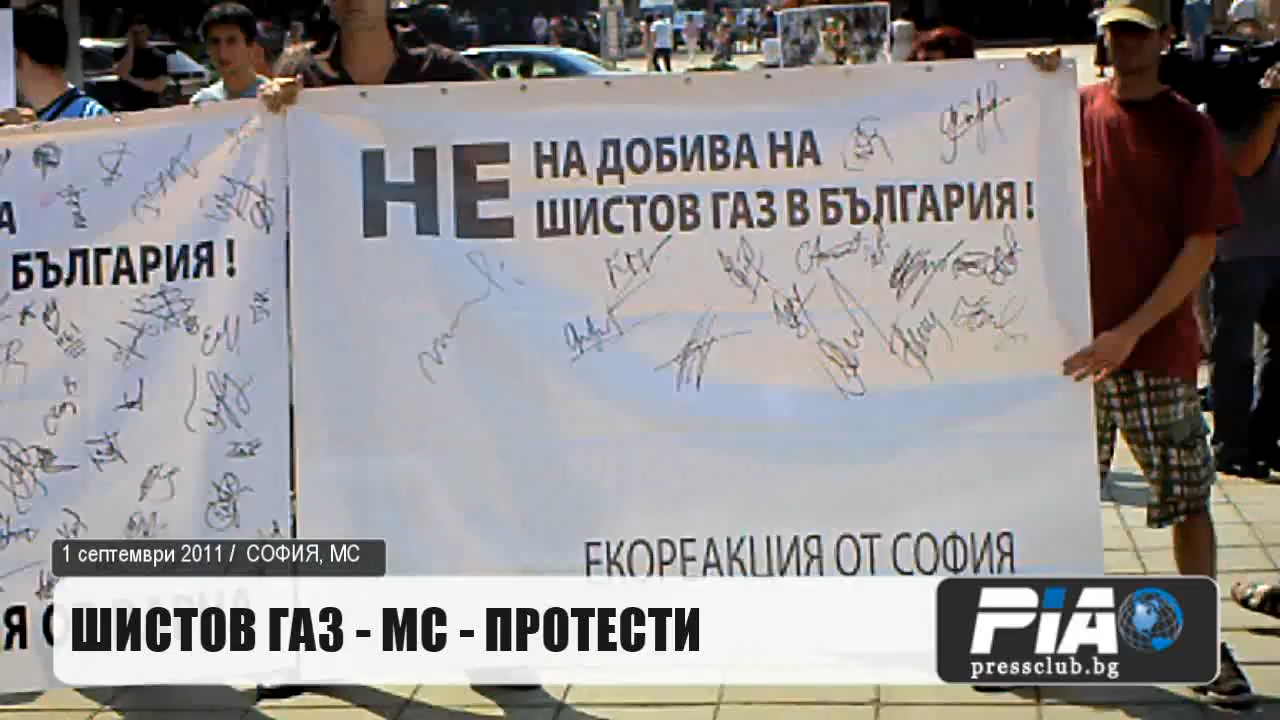 НЕ НА ДОБИВА НА
ШИСТОВ ГАЗ В БЪЛГАРИЯ!
А
БЪЛГАРИЯ!
ЕКОРЕАКЦИЯ ОТ СОФИЯ
1 септември 2011 / СОФИЯ, МС
ШИСТОВ ГАЗ - МС - ПРОТЕСТИ
PiA
pressclub.bg